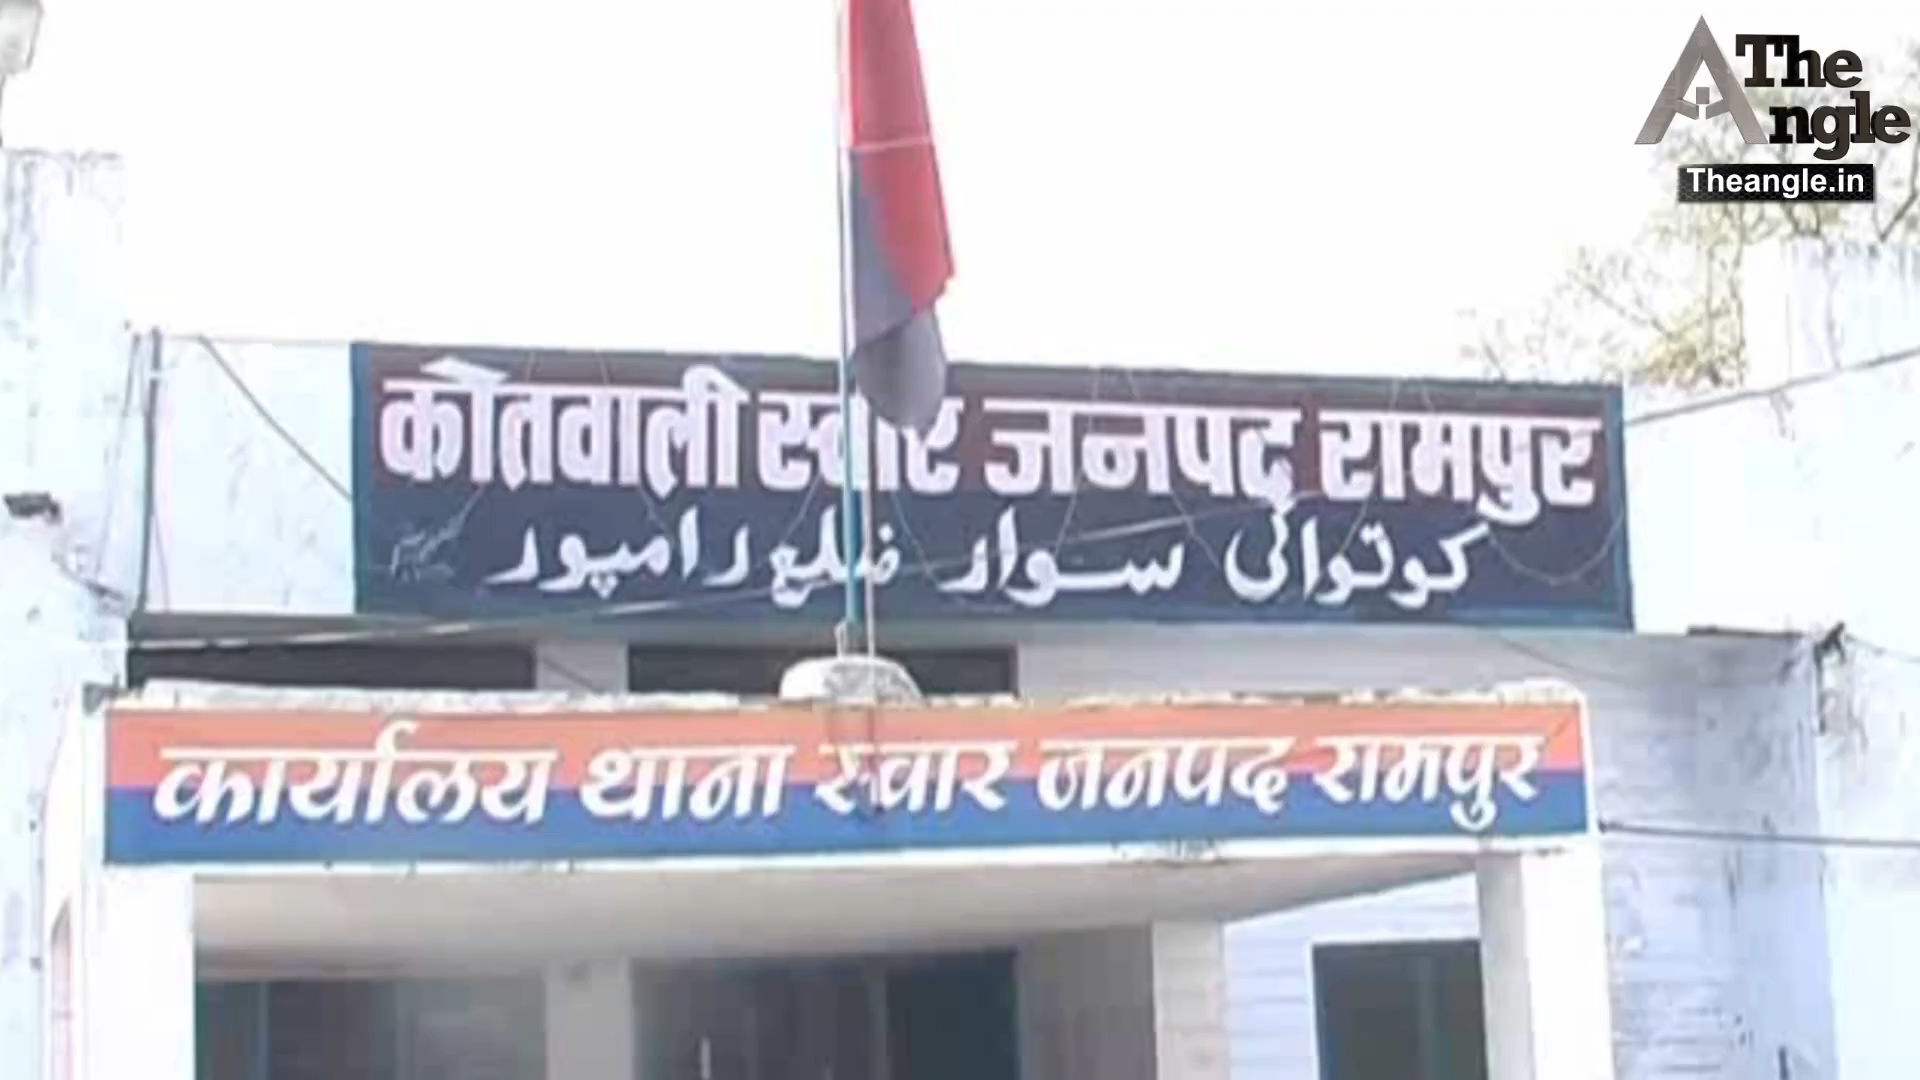 The
Angle
Theangle.in
कोतवाली स्वार जनपद रामपुर
کوتوالی سوار ضلع رامپور
कार्यालय थाना स्वार जनपद रामपुर